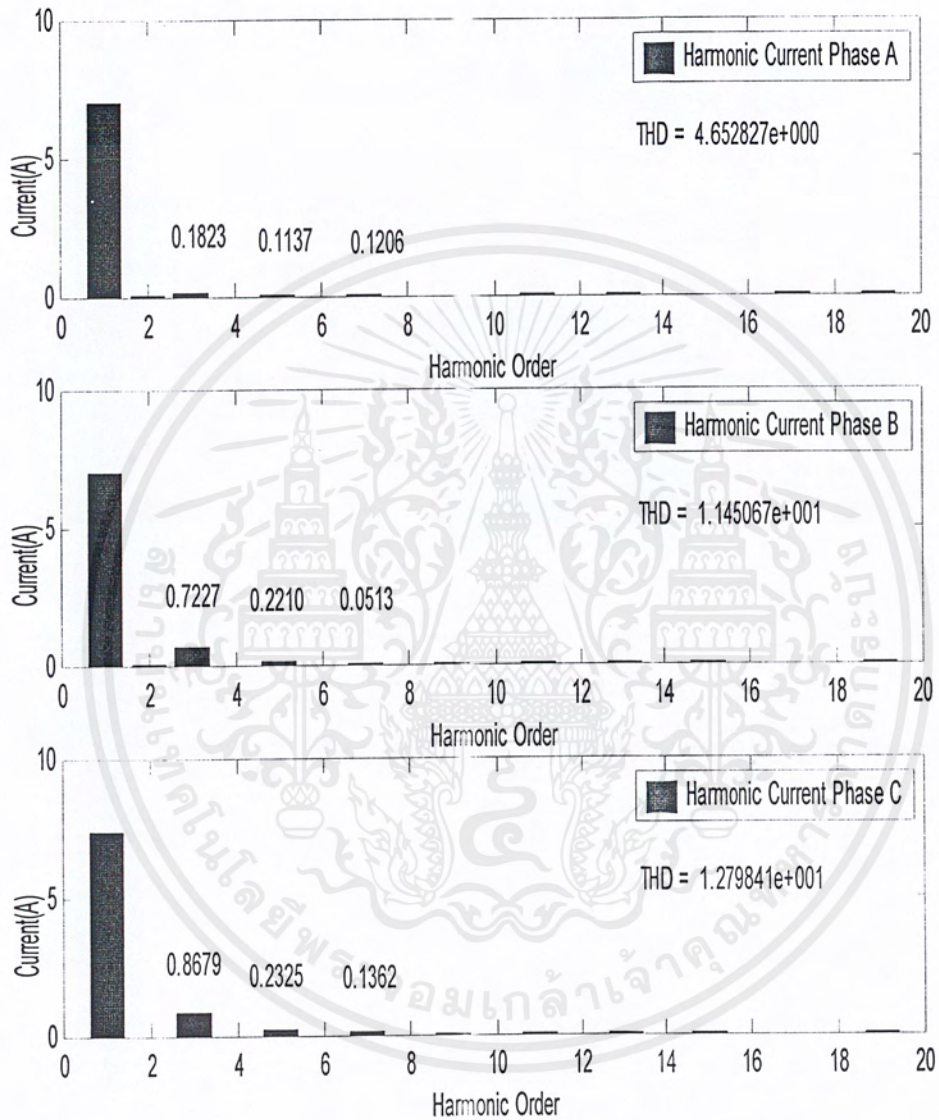 10
Harmonic Current Phase A
THD = 4.652827e+000
Current(A)
5
0.1823 0.1137 0.1206
0
0 2 4 6 8 10 12 14 16 18 20
Harmonic Order
10
Harmonic Current Phase B
THD = 1.145067e+001
Current(A)
5
0.7227 0.2210 0.0513
0
0 2 4 6 8 10 12 14 16 18 20
Harmonic Order
10
Harmonic Current Phase C
THD = 1.279841e+001
Current(A)
5
0.8679 0.2325 0.1362
0
0 2 4 6 8 10 12 14 16 18 20
Harmonic Order